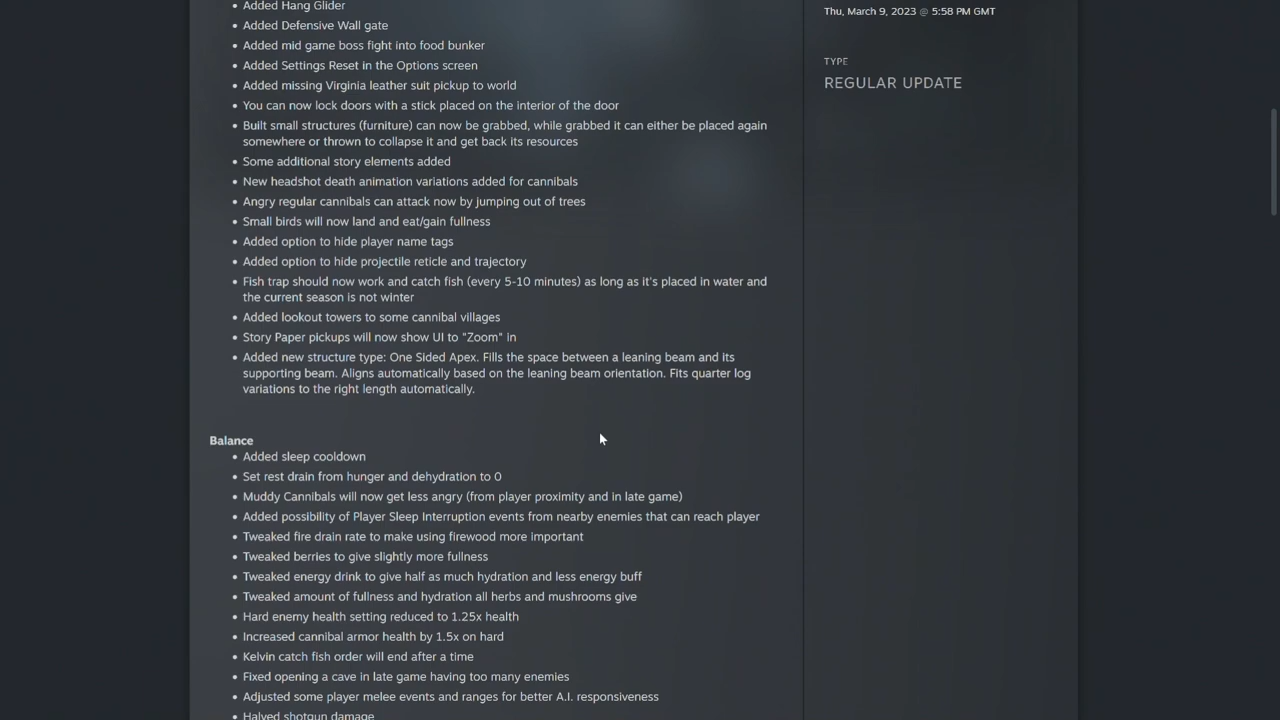 Added Hang Glider
Added Defensive Wall gate
Added mid game boss fight into food bunker
Added Settings Reset in the Options screen
Added missing Virginia leather suit pickup to world
You can now lock doors with a stick placed on the interior of the door
Built small structures (furniture) can now be grabbed, while grabbed it can either be placed again
somewhere or thrown to collapse it and get back its resources
Some additional story elements added
New headshot death animation variations added for cannibals
Angry regular cannibals can attack now by jumping out of trees
Small birds will now land and eat/gain fullness
Added option to hide player name tags
Added option to hide projectile reticle and trajectory
Fish trap should now work and catch fish (every 5-10 minutes) as long as it's placed in water and
the current season is not winter
Added lookout towers to some cannibal villages
Story Paper pickups will now show UI to "Zoom" in
Added new structure type: One Sided Apex. Fills the space between a leaning beam and its
supporting beam. Aligns automatically based on the leaning beam orientation. Fits quarter log
variations to the right length automatically.
Balance
Added sleep cooldown
Set rest drain from hunger and dehydration to 0
Muddy Cannibals will now get less angry (from player proximity and in late game)
Added possibility of Player Sleep Interruption events from nearby enemies that can reach player
Tweaked fire drain rate to make using firewood more important
Tweaked berries to give slightly more fullness
Tweaked energy drink to give half as much hydration and less energy buff
Tweaked amount of fullness and hydration all herbs and mushrooms give
Hard enemy health setting reduced to 1.25x health
Increased cannibal armor health by 1.5x on hard
Kelvin catch fish order will end after a time
Fixed opening a cave in late game having too many enemies
Adjusted some player melee events and ranges for better A.I. responsiveness
Halved shotgun damage
Thu, March 9, 2023 @ 5:58 PM GMT
TYPE
REGULAR UPDATE